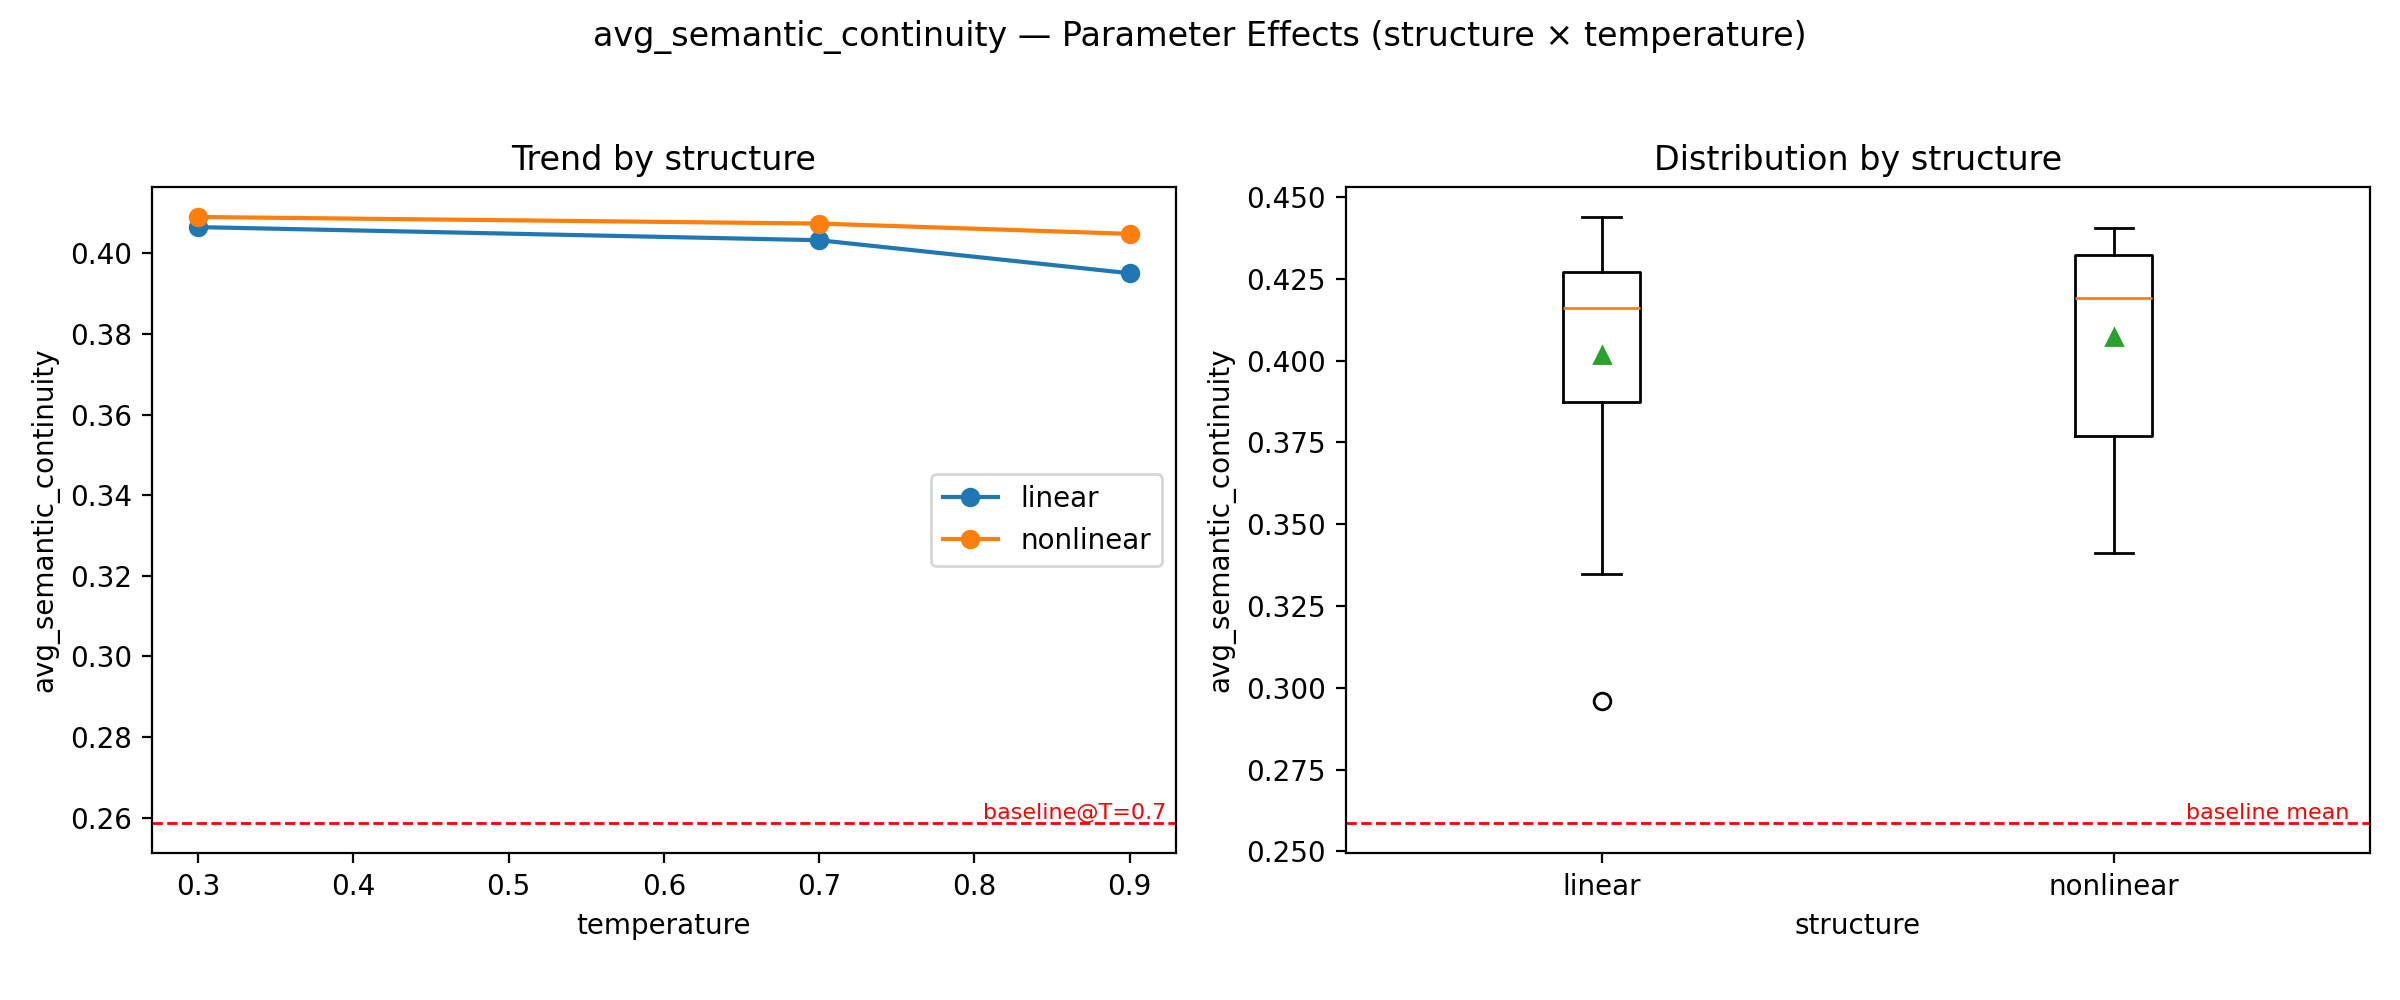 avg_semantic_continuity — Parameter Effects (structure × temperature)
Trend by structure
avg_semantic_continuity
0.40
0.38
0.36
0.34
0.32
0.30
0.28
0.26
linear
nonlinear
baseline@T=0.7
0.3 0.4 0.5 0.6 0.7 0.8 0.9
temperature
Distribution by structure
avg_semantic_continuity
0.450
0.425
0.400
0.375
0.350
0.325
0.300
0.275
0.250
baseline mean
linear nonlinear
structure